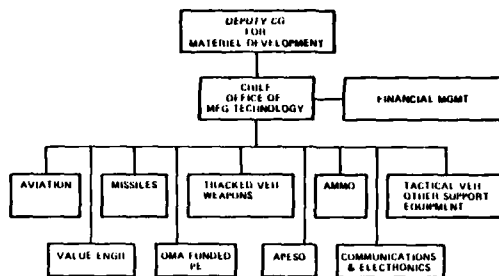 DEPUTY CG
FOR
MATERIEL DEVELOPMENT
CHIEF
OFFICE OF
MFG TECHNOLOGY
FINANCIAL MGMT
AVIATION
MISSILES
TRACKED VEH
WEAPONS
AMMO
TACTICAL VEH
OTHER SUPPORT
EQUIPMENT
VALUE ENGII
OMA FUNDED
PE
APESO
COMMUNICATIONS
& ELECTRONICS